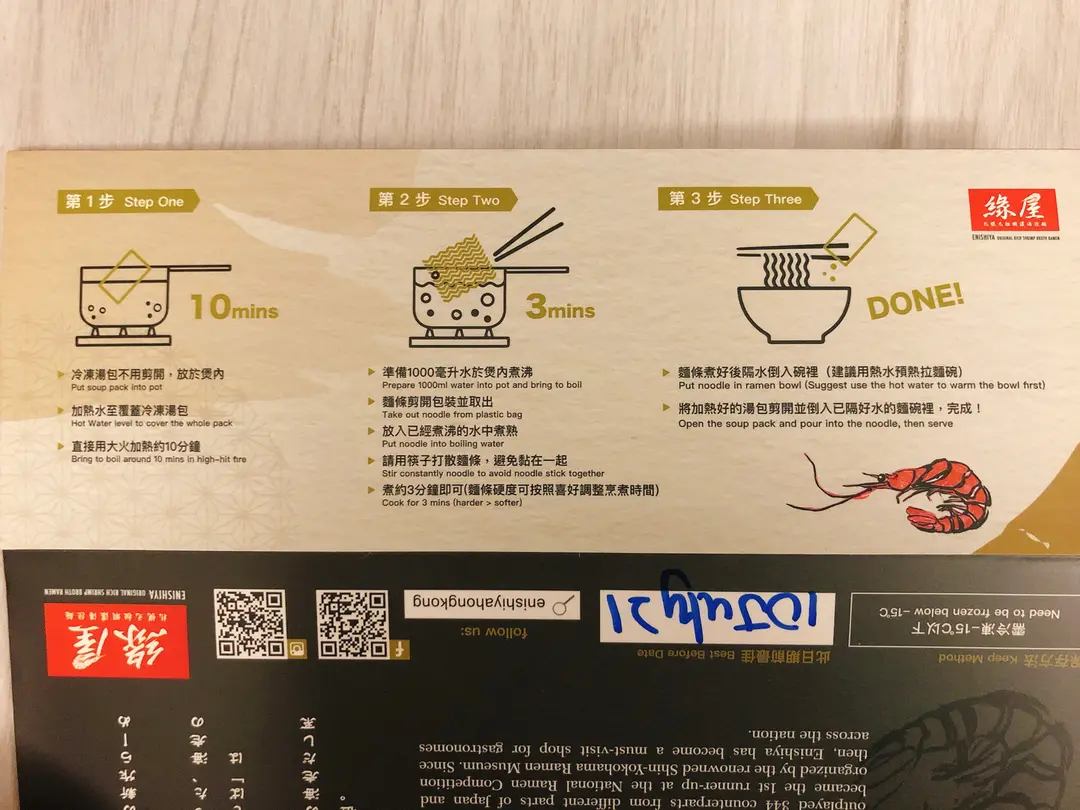 第1步 Step One
10mins
冷凍湯包不用剪開,放於煲內
Put soup pack into pot
加熱水至覆蓋冷凍湯包
Hot Water level to cover the whole pack
直接用大火加熱約10分鐘
Bring to boil around 10 mins in high-hit fire
第2步 Step Two
3mins
準備1000毫升水於煲內煮沸
Prepare 1000ml water into pot and bring to boil
麵條剪開包裝並取出
Take out noodle from plastic bag
放入已經煮沸的水中煮熟
Put noodle into boiling water
請用筷子打散麵條,避免黏在一起
Stir constantly noodle to avoid noodle stick together
煮約3分鐘即可(麵條硬度可按照喜好調整烹煮時間)
Cook for 3 mins (harder > softer)
第3步 Step Three
DONE!
麵條煮好後隔水倒入碗裡(建議用熱水預熱拉麵碗)
Put noodle in ramen bowl (Suggest use the hot water to warm the bowl first)
將加熱好的湯包剪開並倒入已隔好水的麵碗裡,完成!
Open the soup pack and pour into the noodle, then serve
緣屋
ENISHIYA ORIGINAL RICH SHRIMP BROTH RAMEN
outplayed 344 counterparts from different parts of Japan and
became the 1st runner-up at the National Ramen Competition
organized by the renowned Shin-Yokohama Ramen Museum. Since
then, Enishiya has become a must-visit shop for gastronomes
across the nation.
保存方法 Keep Method
需冷凍-15℃以下
Need to be frozen below -15℃
此日期前最佳 Best Before Date
10 July 21
follow us:
enishiyahongkong
緣屋
ENISHIYA ORIGINAL RICH SHRIMP BROTH RAMEN